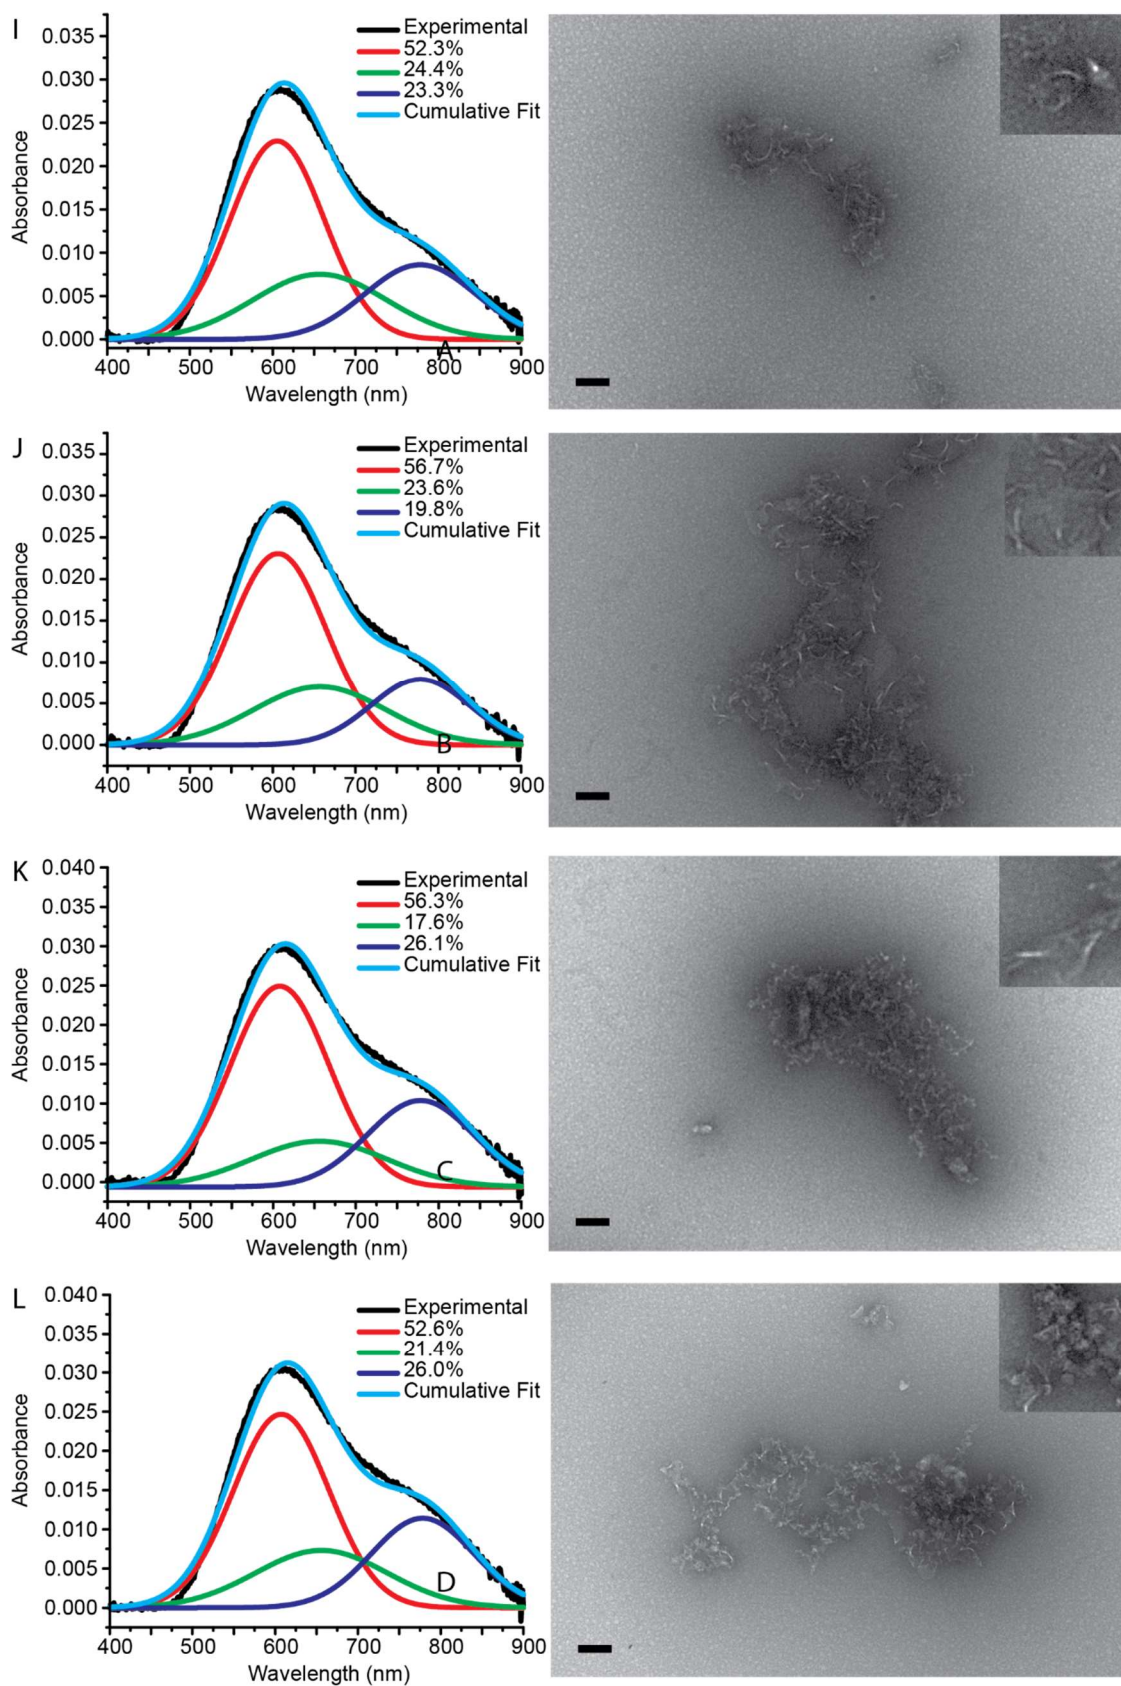 I
Experimental
52.3%
24.4%
23.3%
Cumulative Fit
0.035
0.030
0.025
0.020
0.015
0.010
0.005
0.000
Absorbance
A
400 500 600 700 800 900
Wavelength (nm)
J
Experimental
56.7%
23.6%
19.8%
Cumulative Fit
0.035
0.030
0.025
0.020
0.015
0.010
0.005
0.000
Absorbance
B
400 500 600 700 800 900
Wavelength (nm)
K
Experimental
56.3%
17.6%
26.1%
Cumulative Fit
0.040
0.030
0.025
0.020
0.015
0.010
0.005
0.000
Absorbance
C
400 500 600 700 800 900
Wavelength (nm)
L
Experimental
52.6%
21.4%
26.0%
Cumulative Fit
0.040
0.035
0.030
0.025
0.020
0.015
0.010
0.005
0.000
Absorbance
D
400 500 600 700 800 900
Wavelength (nm)